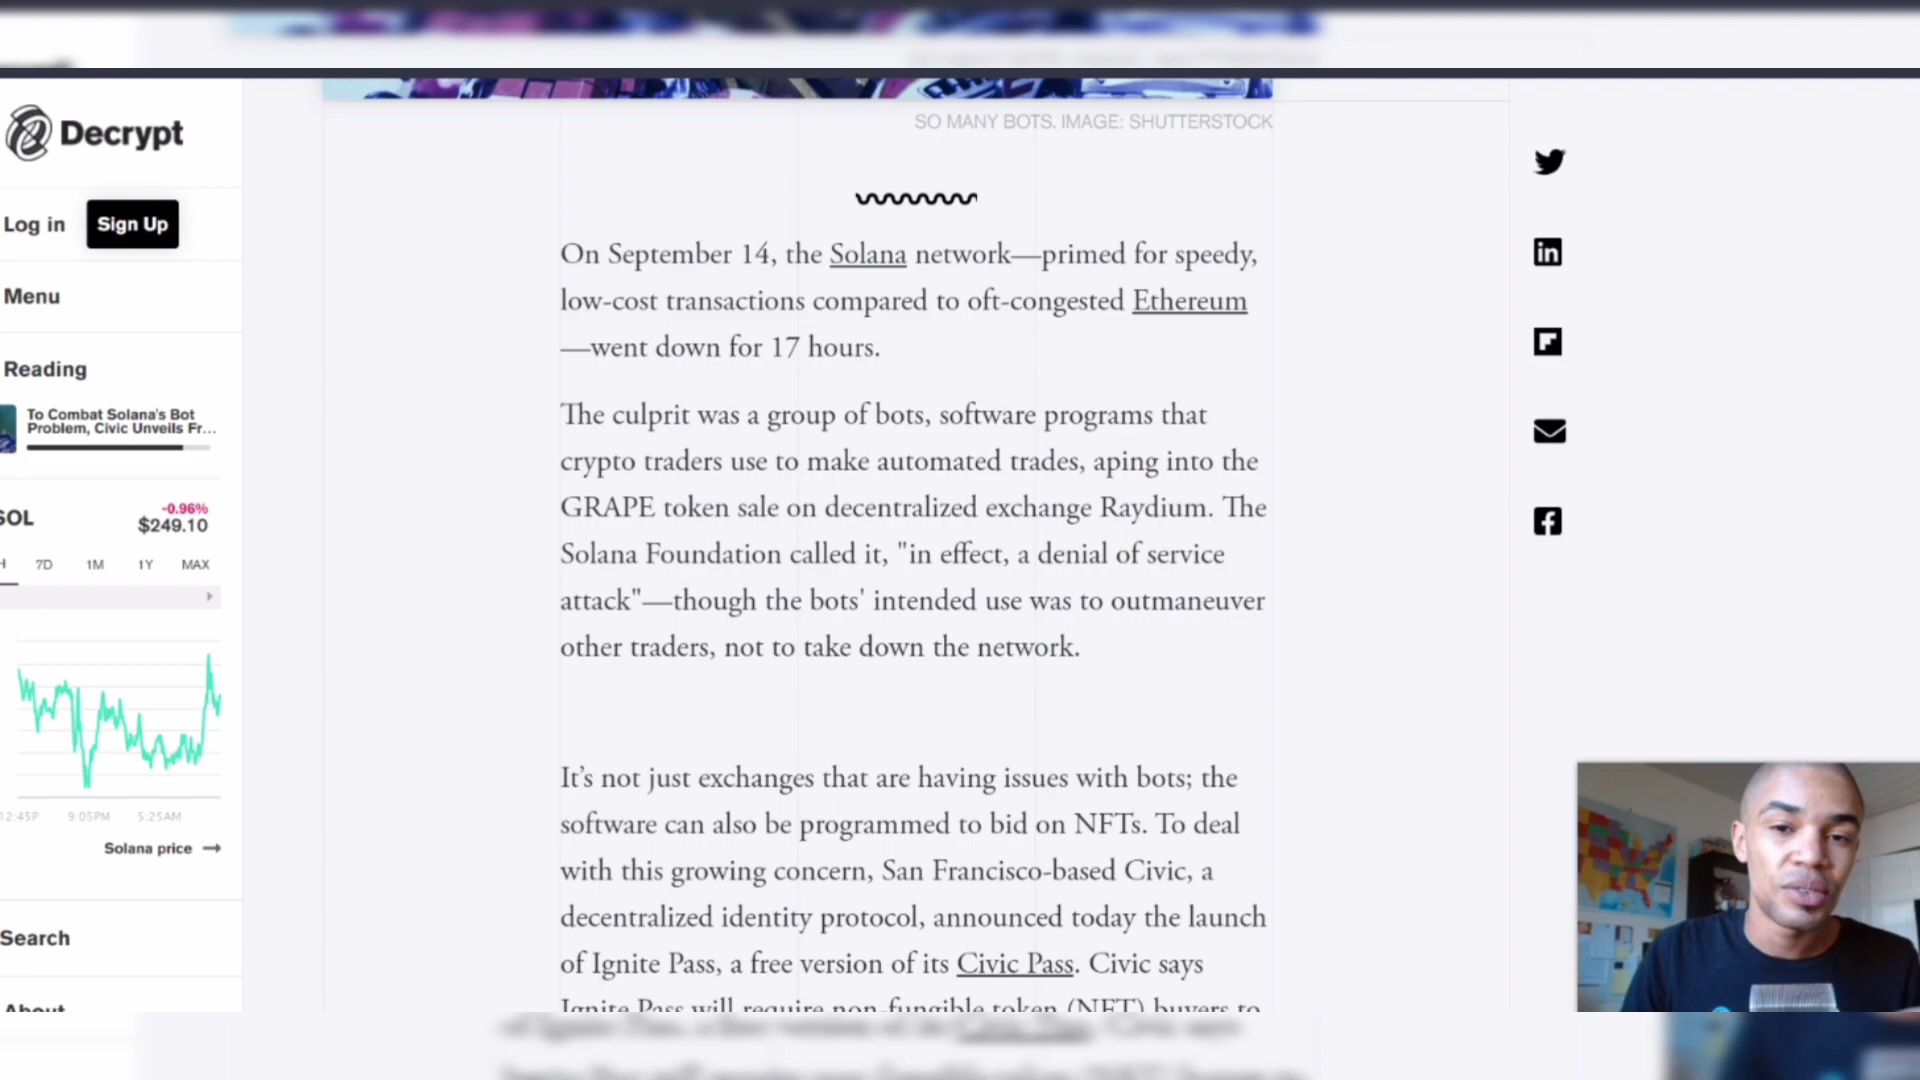 SO MANY BOTS. IMAGE: SHUTTERSTOCK
Decrypt
Log in
Sign Up
Menu
Reading
To Combat Solana's Bot
Problem, Civic Unveils Fr...
SOL
-0.96%
$249.10
H 7D 1M 1Y MAX
12:45P 9:05PM 5:25AM
Solana price →
Search
About
On September 14, the Solana network—primed for speedy,
low-cost transactions compared to oft-congested Ethereum
—went down for 17 hours.
The culprit was a group of bots, software programs that
crypto traders use to make automated trades, aping into the
GRAPE token sale on decentralized exchange Raydium. The
Solana Foundation called it, "in effect, a denial of service
attack"—though the bots' intended use was to outmaneuver
other traders, not to take down the network.
It's not just exchanges that are having issues with bots; the
software can also be programmed to bid on NFTs. To deal
with this growing concern, San Francisco-based Civic, a
decentralized identity protocol, announced today the launch
of Ignite Pass, a free version of its Civic Pass. Civic says
Ignite Pass will require non-fungible token (NFT) buyers to